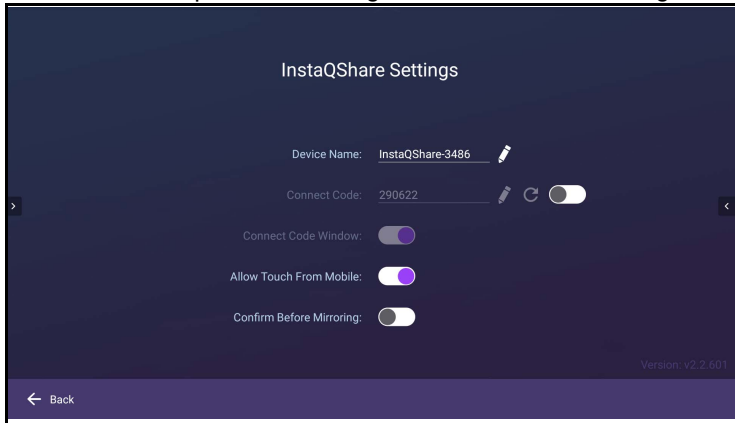 InstaQShare Settings
Device Name: InstaQShare-3486
Connect Code: 290622
Connect Code Window:
Allow Touch From Mobile:
Confirm Before Mirroring:
Version: v2.2.601
Back